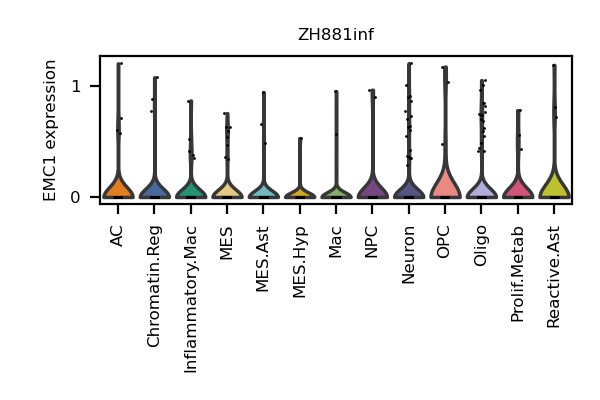 ZH881inf
EMC1 expression
1
0
AC
Chromatin.Reg
Inflammatory.Mac
MES
MES.Ast
MES.Hyp
Mac
NPC
Neuron
OPC
Oligo
Prolif.Metab
Reactive.Ast